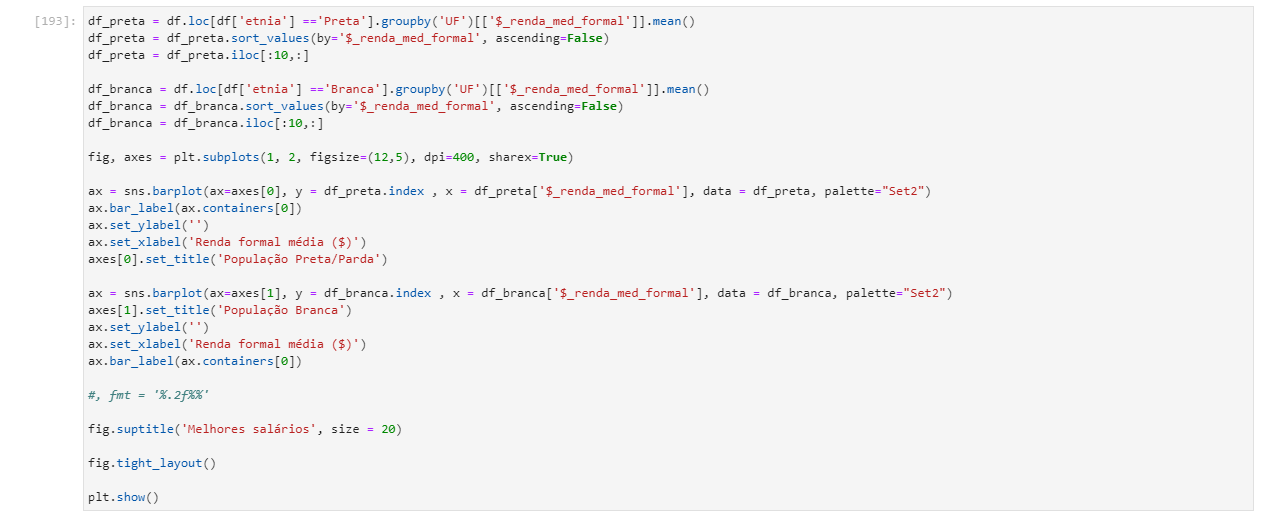 [193]: df_preta = df.loc[df['etnia'] =='Preta'].groupby('UF')[['$_renda_med_formal']].mean()
df_preta = df_preta.sort_values(by='$_renda_med_formal', ascending=False)
df_preta = df_preta.iloc[:10,:]

df_branca = df.loc[df['etnia'] =='Branca'].groupby('UF')[['$_renda_med_formal']].mean()
df_branca = df_branca.sort_values(by='$_renda_med_formal', ascending=False)
df_branca = df_branca.iloc[:10,:]

fig, axes = plt.subplots(1, 2, figsize=(12,5), dpi=400, sharex=True)

ax = sns.barplot(ax=axes[0], y = df_preta.index , x = df_preta['$_renda_med_formal'], data = df_preta, palette="Set2")
ax.bar_label(ax.containers[0])
ax.set_ylabel('')
ax.set_xlabel('Renda formal média ($)')
axes[0].set_title('População Preta/Parda')

ax = sns.barplot(ax=axes[1], y = df_branca.index , x = df_branca['$_renda_med_formal'], data = df_branca, palette="Set2")
axes[1].set_title('População Branca')
ax.set_ylabel('')
ax.set_xlabel('Renda formal média ($)')
ax.bar_label(ax.containers[0])

#, fmt = '%.2f%%'

fig.suptitle('Melhores salários', size = 20)

fig.tight_layout()

plt.show()